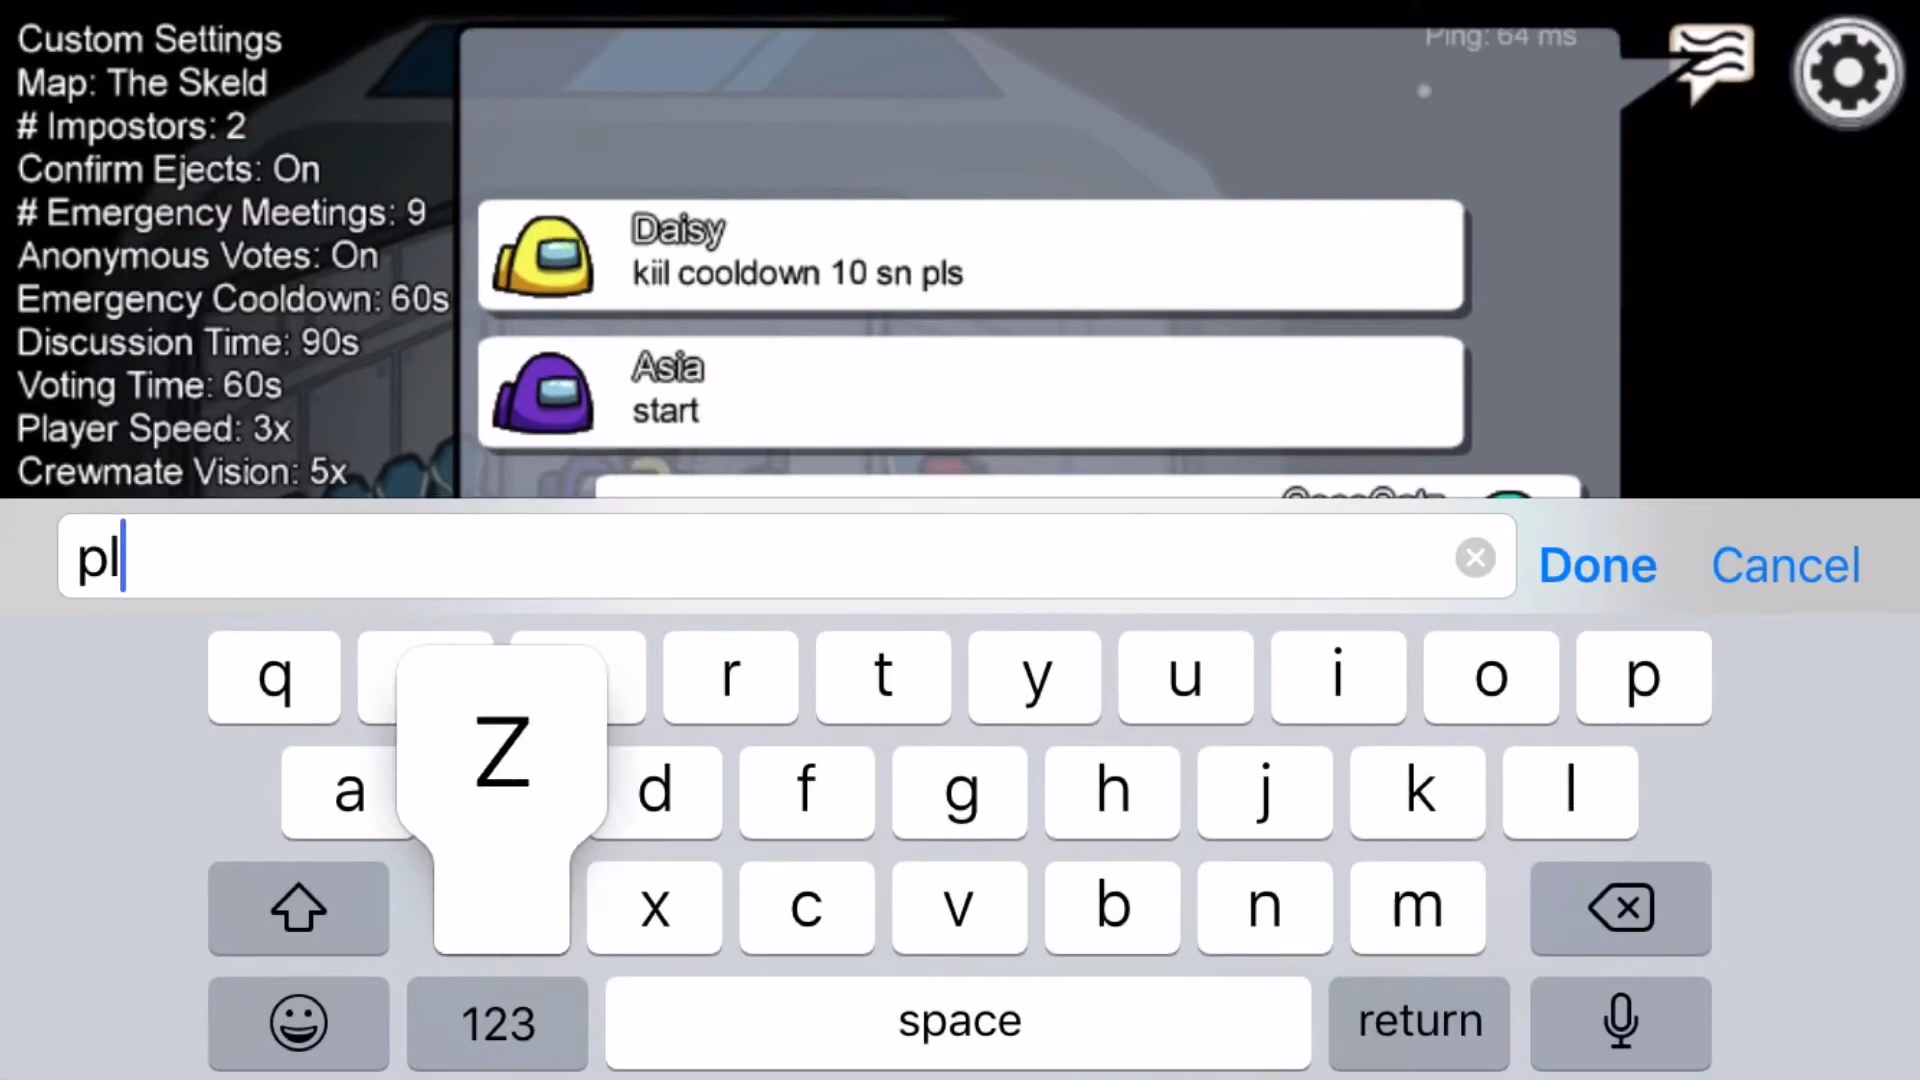 Custom Settings
Map: The Skeld
# Impostors: 2
Confirm Ejects: On
# Emergency Meetings: 9
Anonymous Votes: On
Emergency Cooldown: 60s
Discussion Time: 90s
Voting Time: 60s
Player Speed: 3x
Crewmate Vision: 5x
Ping: 64 ms
Daisy
kiil cooldown 10 sn pls
Asia
start
pl
Done
Cancel
q r t y u i o p
Z
a d f g h j k l
x c v b n m
123
space
return